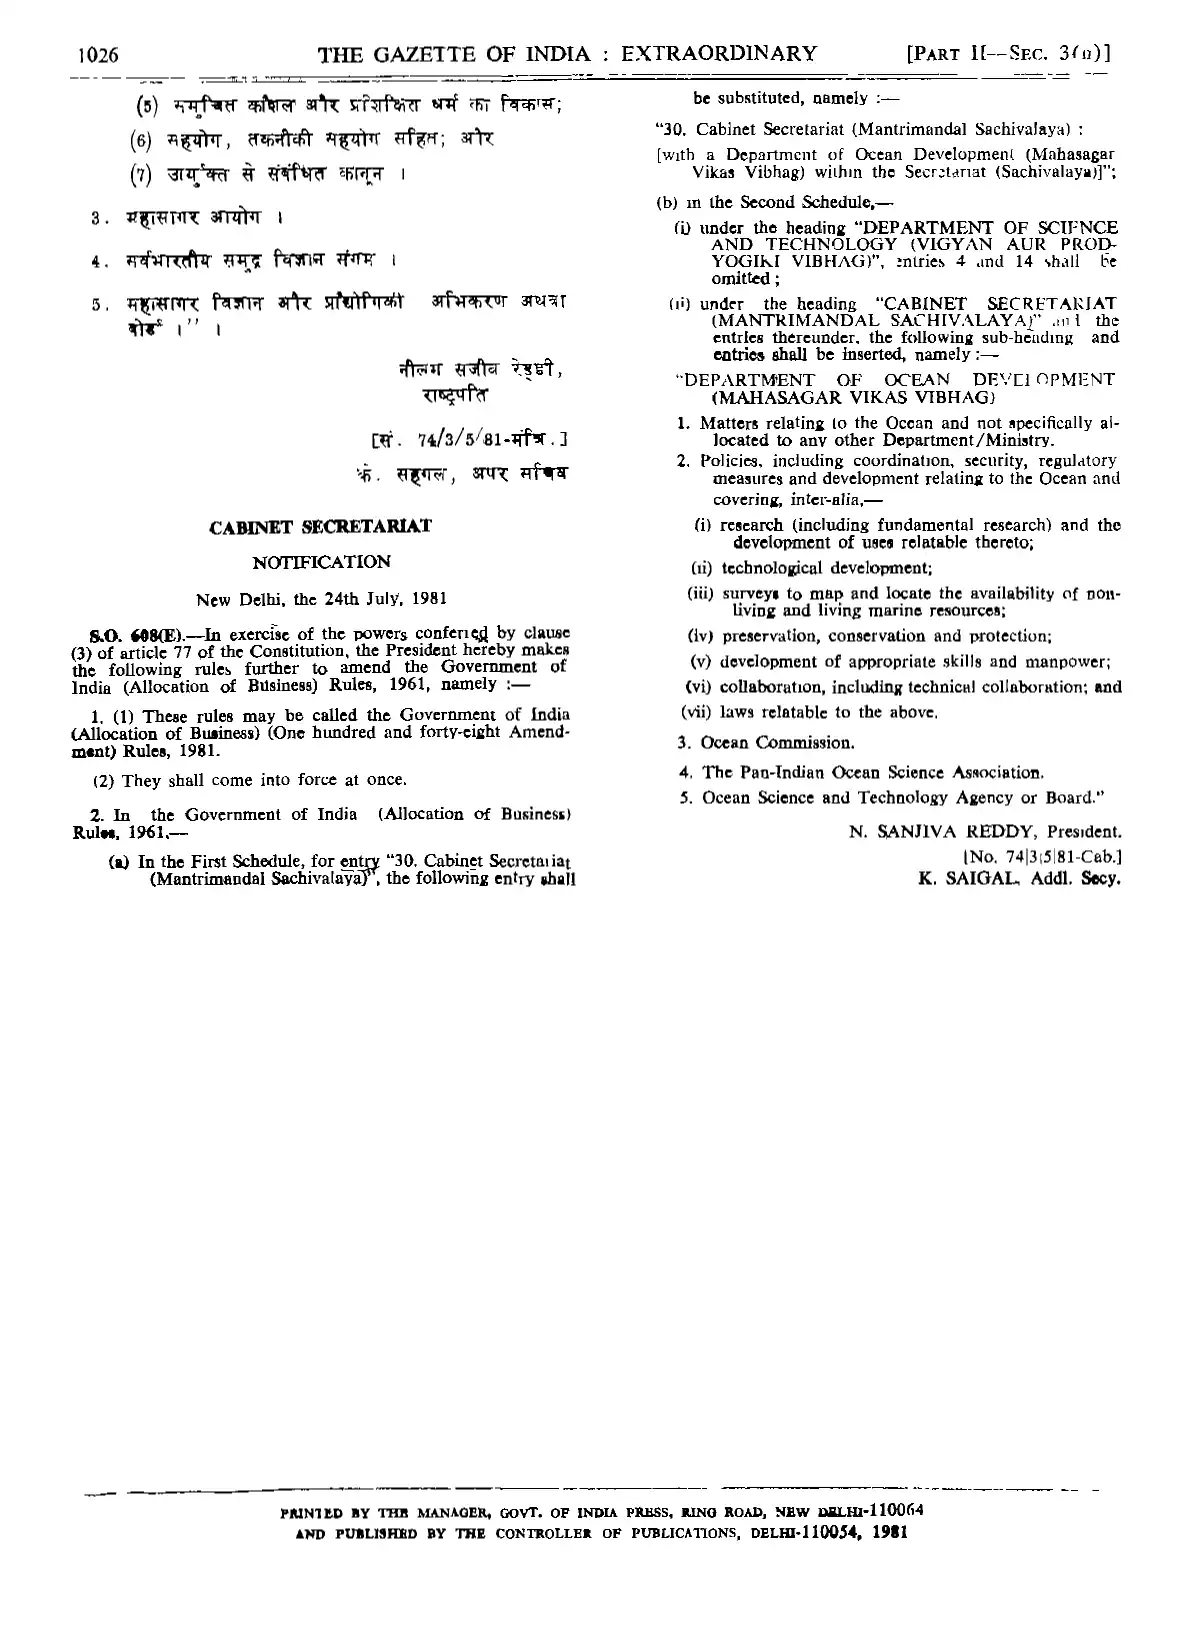 1026 THE GAZETTE OF INDIA : EXTRAORDINARY [PART II—SEC. 3(ii)]
(5) समुचित कौशल और प्रशिक्षित धर्म का विकास;
(6) सहयोग, तकनीकी सहयोग सहित; और
(7) उपर्युक्त से संबंधित कानून ।
3. महासागर आयोग ।
4. सर्वभारतीय समुद्र विज्ञान संगम ।
5. महासागर विज्ञान और प्रौद्योगिकी अभिकरण अथवा
बोर्ड ।'' ।
नीलम सजीव रेड्डी,
राष्ट्रपति
[सं. 74/3/5/81-मंत्रि.]
के. सहगल, अपर सचिव
CABINET SECRETARIAT
NOTIFICATION
New Delhi, the 24th July, 1981
S.O. 608(E).—In exercise of the powers conferred by clause
(3) of article 77 of the Constitution, the President hereby makes
the following rules further to amend the Government of
India (Allocation of Business) Rules, 1961, namely :—
1. (1) These rules may be called the Government of India
(Allocation of Business) (One hundred and forty-eight Amend-
ment) Rules, 1981.
(2) They shall come into force at once.
2. In the Government of India (Allocation of Business)
Rules, 1961,—
(a) In the First Schedule, for entry "30. Cabinet Secretariat
(Mantrimandal Sachivalaya)", the following entry shall
be substituted, namely :—
"30. Cabinet Secretariat (Mantrimandal Sachivalaya) :
[with a Department of Ocean Development (Mahasagar
Vikas Vibhag) within the Secretariat (Sachivalaya)]";
(b) in the Second Schedule,—
(i) under the heading "DEPARTMENT OF SCIENCE
AND TECHNOLOGY (VIGYAN AUR PROD-
YOGIKI VIBHAG)", entries 4 and 14 shall be
omitted ;
(ii) under the heading "CABINET SECRETARIAT
(MANTRIMANDAL SACHIVALAYA)" and the
entries thereunder, the following sub-heading and
entries shall be inserted, namely :—
"DEPARTMENT OF OCEAN DEVELOPMENT
(MAHASAGAR VIKAS VIBHAG)
1. Matters relating to the Ocean and not specifically al-
located to any other Department/Ministry.
2. Policies, including coordination, security, regulatory
measures and development relating to the Ocean and
covering, inter-alia,—
(i) research (including fundamental research) and the
development of uses relatable thereto;
(ii) technological development;
(iii) surveys to map and locate the availability of non-
living and living marine resources;
(iv) preservation, conservation and protection;
(v) development of appropriate skills and manpower;
(vi) collaboration, including technical collaboration; and
(vii) laws relatable to the above.
3. Ocean Commission.
4. The Pan-Indian Ocean Science Association.
5. Ocean Science and Technology Agency or Board."
N. SANJIVA REDDY, President.
[No. 74|3|5|81-Cab.]
K. SAIGAL, Addl. Secy.
PRINTED BY THE MANAGER, GOVT. OF INDIA PRESS, RING ROAD, NEW DELHI-110064
AND PUBLISHED BY THE CONTROLLER OF PUBLICATIONS, DELHI-110054, 1981